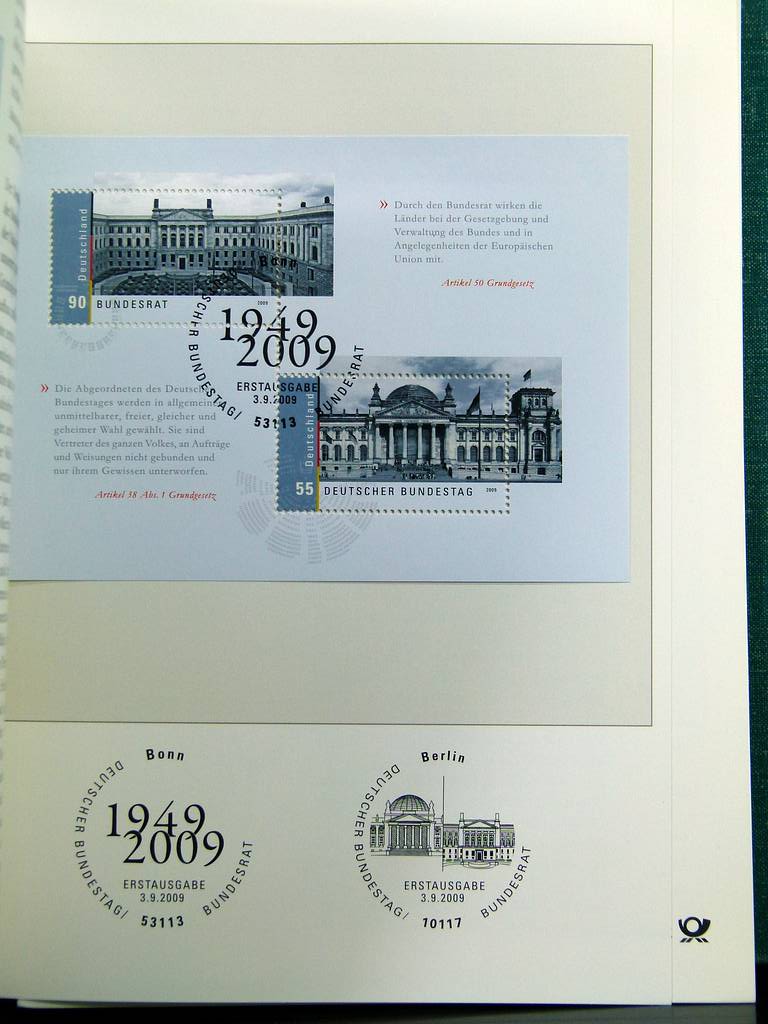 Deutschland
90 BUNDESRAT 2009
» Durch den Bundesrat wirken die
Länder bei der Gesetzgebung und
Verwaltung des Bundes und in
Angelegenheiten der Europäischen
Union mit.
Artikel 50 Grundgesetz
Bonn
DEUTSCHER BUNDESTAG/
BUNDESRAT
1949
2009
ERSTAUSGABE
3.9.2009
53113
» Die Abgeordneten des Deutschen
Bundestages werden in allgemeiner,
unmittelbarer, freier, gleicher und
geheimer Wahl gewählt. Sie sind
Vertreter des ganzen Volkes, an Aufträge
und Weisungen nicht gebunden und
nur ihrem Gewissen unterworfen.
Artikel 38 Abs. 1 Grundgesetz
Deutschland
55 DEUTSCHER BUNDESTAG 2009
Bonn
DEUTSCHER BUNDESTAG/
BUNDESRAT
1949
2009
ERSTAUSGABE
3.9.2009
53113
Berlin
DEUTSCHER BUNDESTAG/
BUNDESRAT
ERSTAUSGABE
3.9.2009
10117